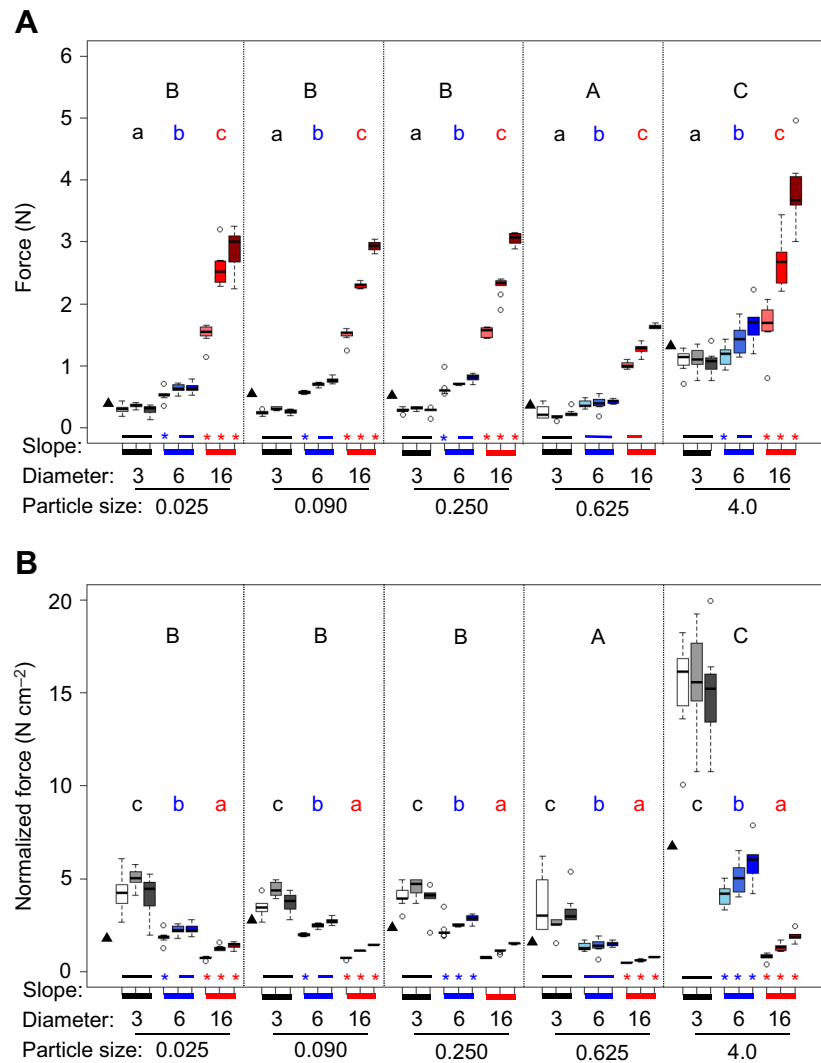 A
6
B B B A C
5
a b c a b c a b c a b c a b c
4
3
2
1
0
Force (N)
* * * * * * * * * * * * * * * *
Slope:
Diameter: 3 6 16 3 6 16 3 6 16 3 6 16 3 6 16
Particle size: 0.025 0.090 0.250 0.625 4.0
B
20
B B B A C
15
10
c b a c b a c b a c b a c b a
5
0
Normalized force (N cm−2)
* * * * * * * * * * * * * * * * *
Slope:
Diameter: 3 6 16 3 6 16 3 6 16 3 6 16 3 6 16
Particle size: 0.025 0.090 0.250 0.625 4.0